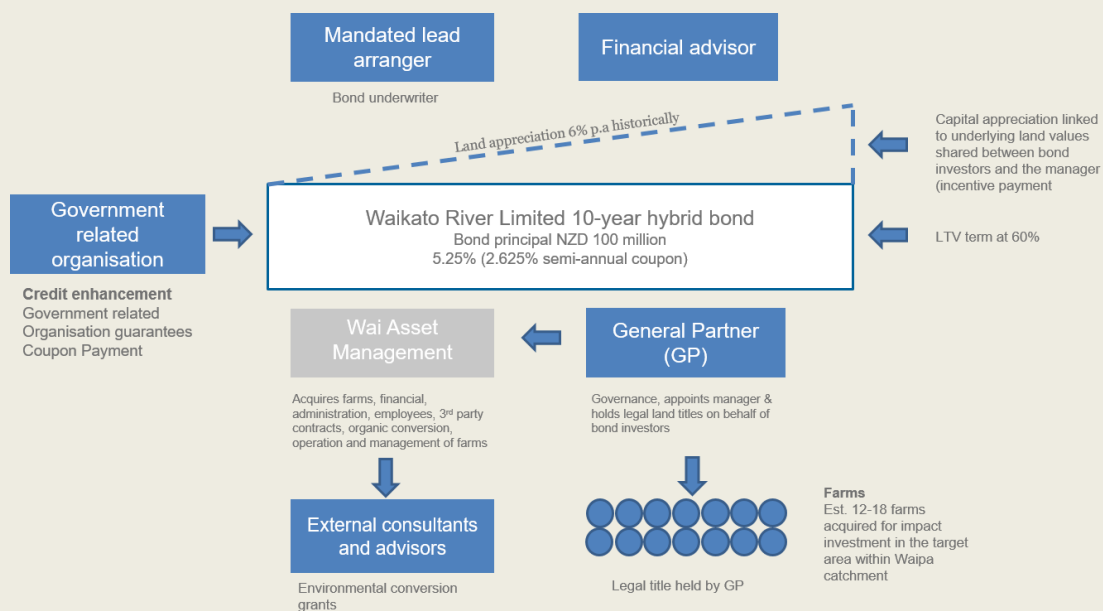 Mandated lead
arranger
Financial advisor
Bond underwriter
Land appreciation 6% p.a historically
Capital appreciation linked
to underlying land values
shared between bond
investors and the manager
(incentive payment
Government
related
organisation
Waikato River Limited 10-year hybrid bond
Bond principal NZD 100 million
5.25% (2.625% semi-annual coupon)
LTV term at 60%
Credit enhancement
Government related
Organisation guarantees
Coupon Payment
Wai Asset
Management
General Partner
(GP)
Acquires farms, financial,
administration, employees, 3rd party
contracts, organic conversion,
operation and management of farms
Governance, appoints manager &
holds legal land titles on behalf of
bond investors
External consultants
and advisors
Farms
Est. 12-18 farms
acquired for impact
investment in the target
area within Waipa
catchment
Environmental conversion
grants
Legal title held by GP